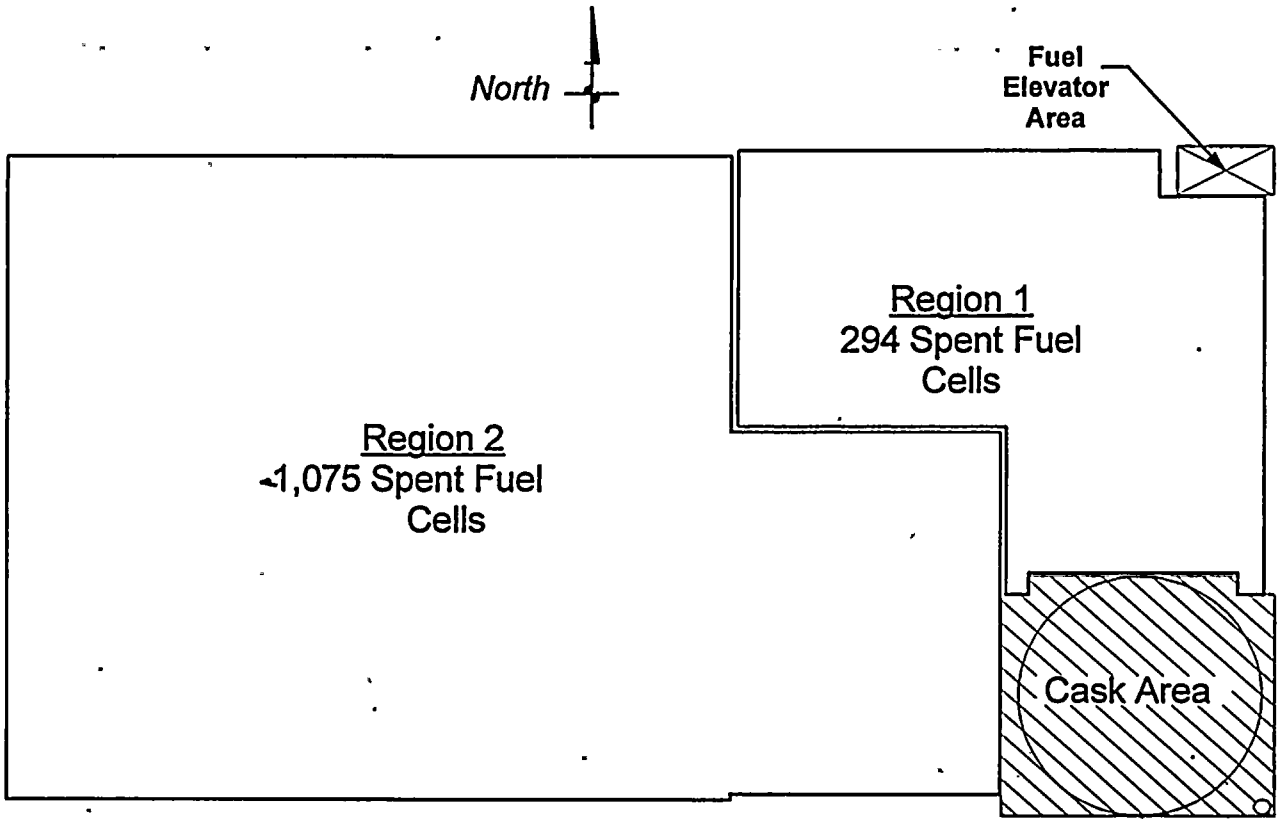 North
Fuel
Elevator
Area
Region 1
294 Spent Fuel
Cells
Region 2
1,075 Spent Fuel
Cells
Cask Area